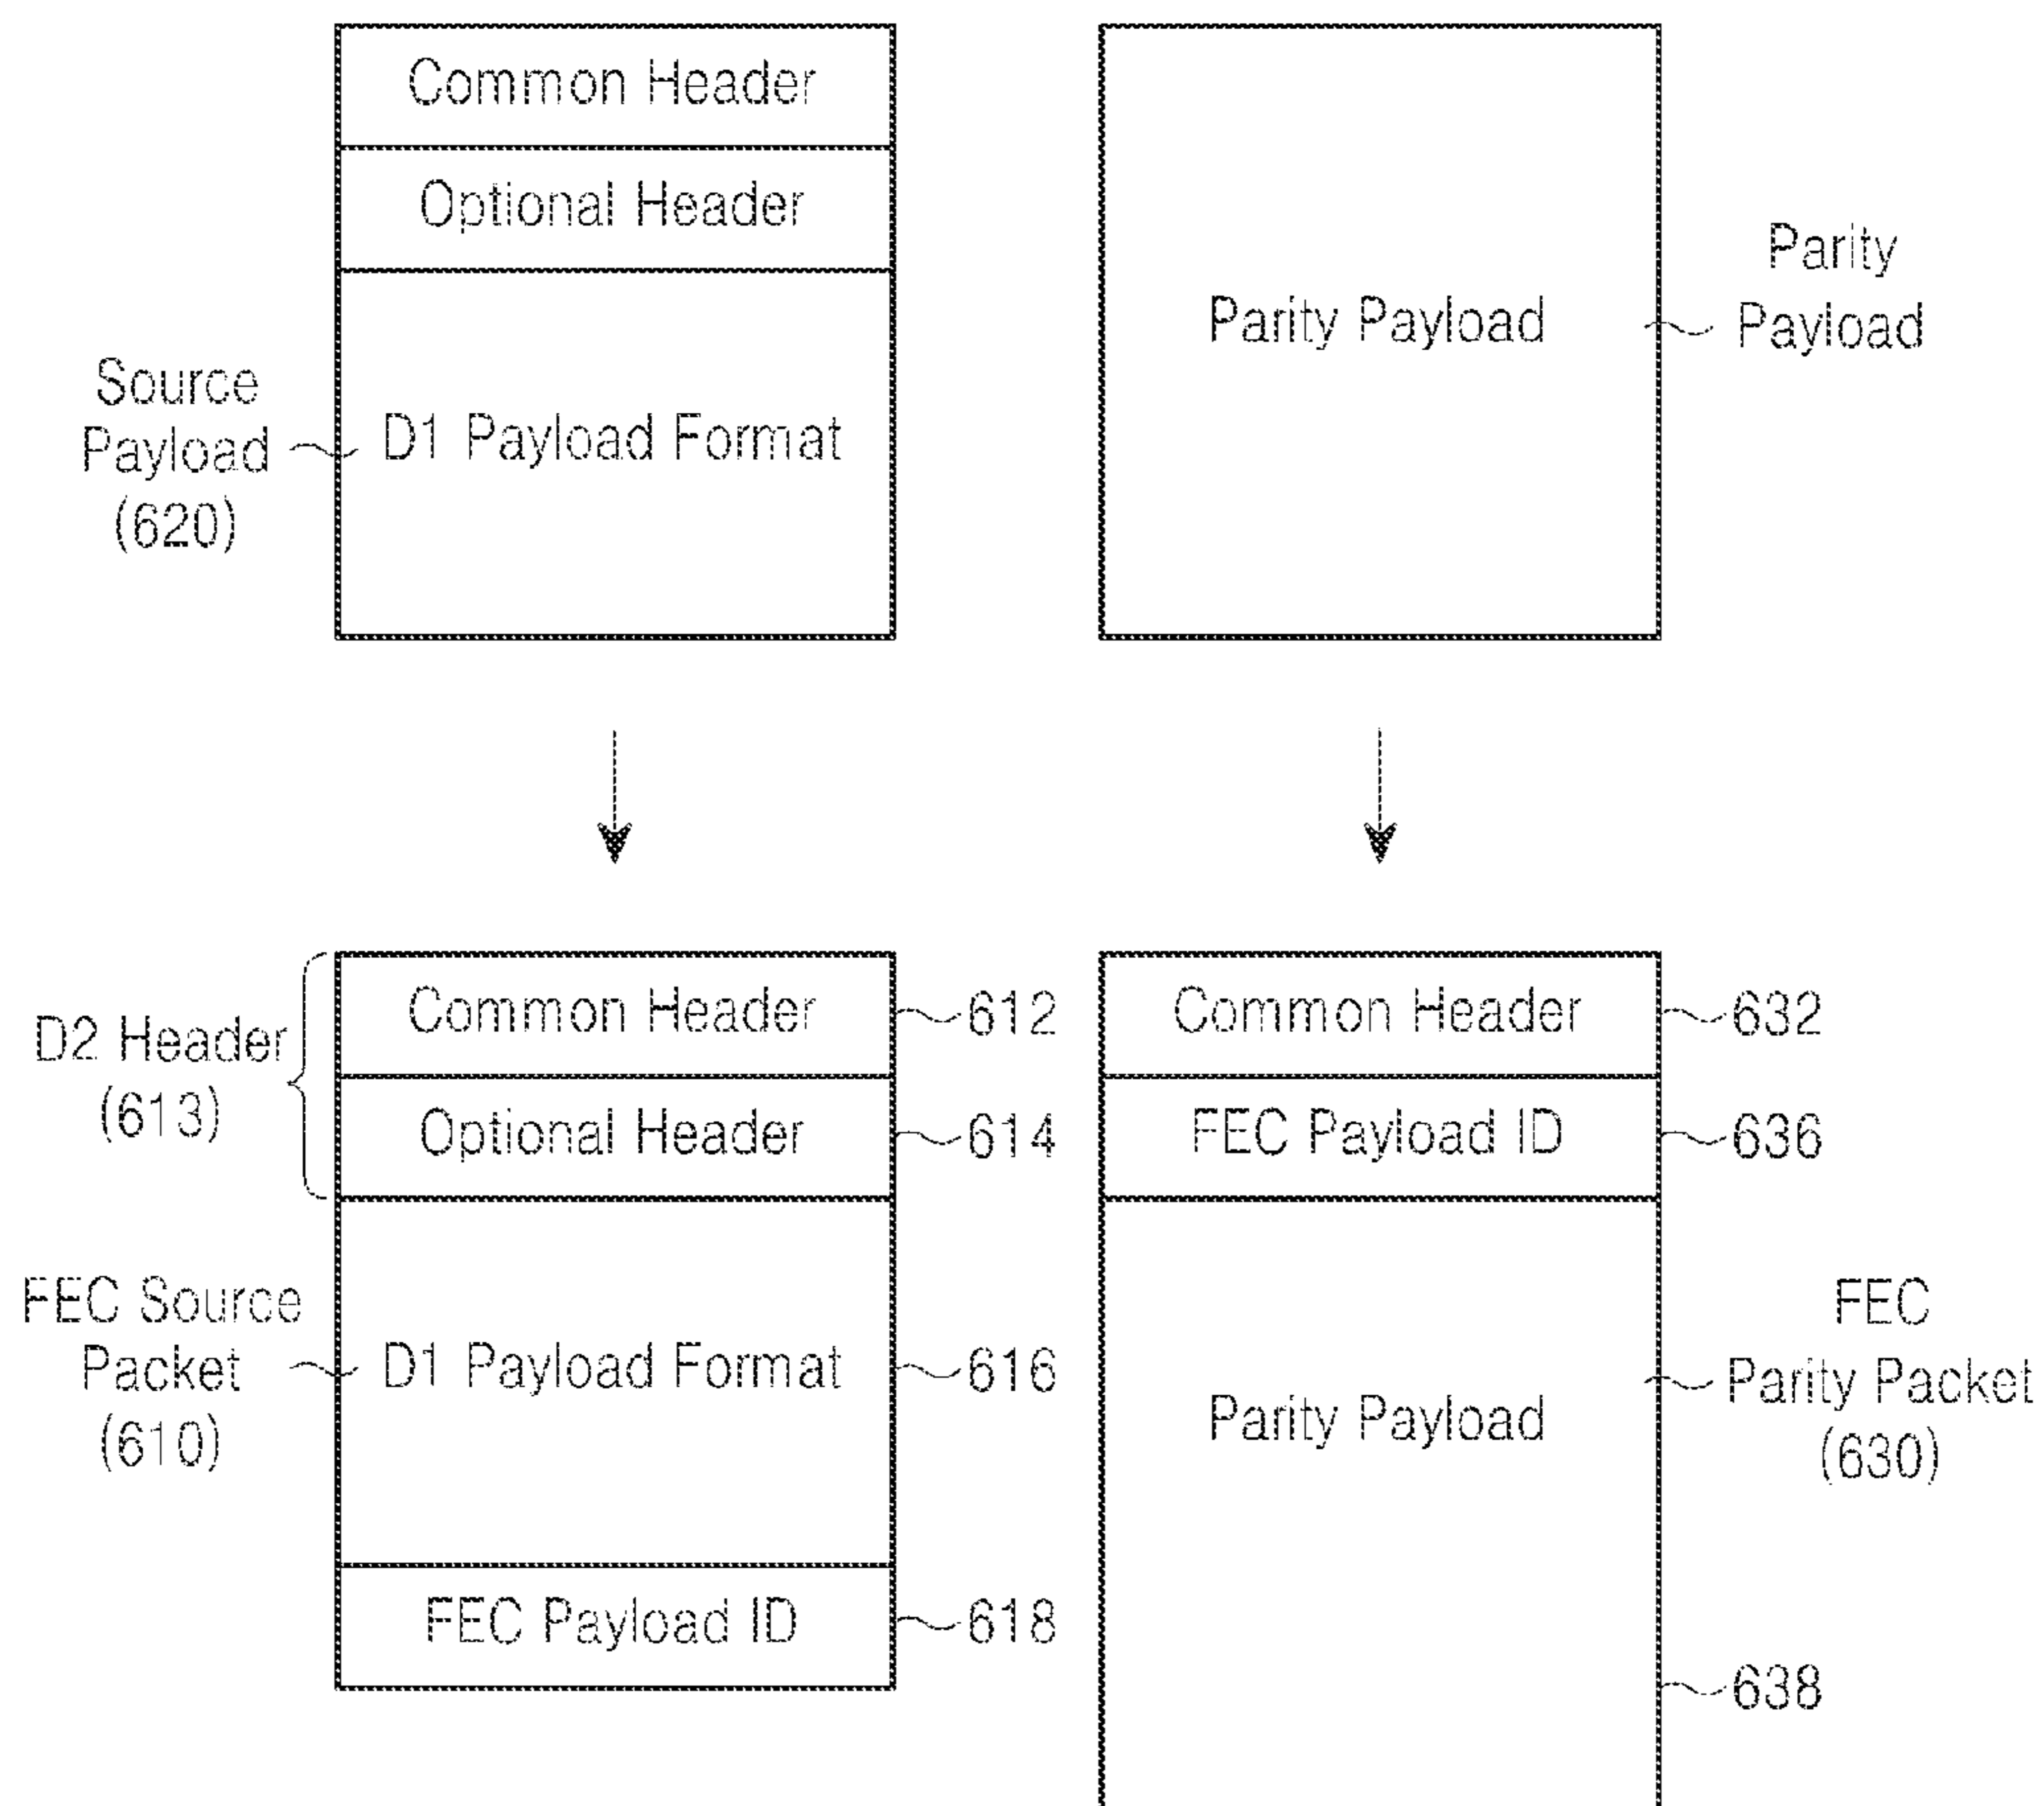 Common Header
Optional Header
D1 Payload Format
Source
Payload
(620)
Parity Payload
Parity
Payload
D2 Header
(613)
Common Header
612
Optional Header
614
FEC Source
Packet
(610)
D1 Payload Format
616
FEC Payload ID
618
Common Header
632
FEC Payload ID
636
Parity Payload
FEC
Parity Packet
(630)
638